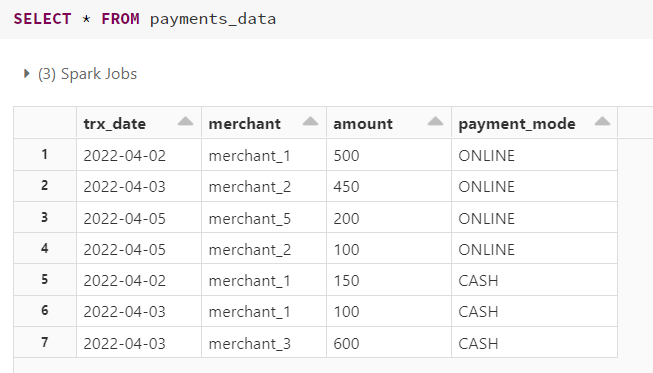 SELECT * FROM payments_data
(3) Spark Jobs
trx_date merchant amount payment_mode
1 2022-04-02 merchant_1 500 ONLINE
2 2022-04-03 merchant_2 450 ONLINE
3 2022-04-05 merchant_5 200 ONLINE
4 2022-04-05 merchant_2 100 ONLINE
5 2022-04-02 merchant_1 150 CASH
6 2022-04-03 merchant_1 100 CASH
7 2022-04-03 merchant_3 600 CASH